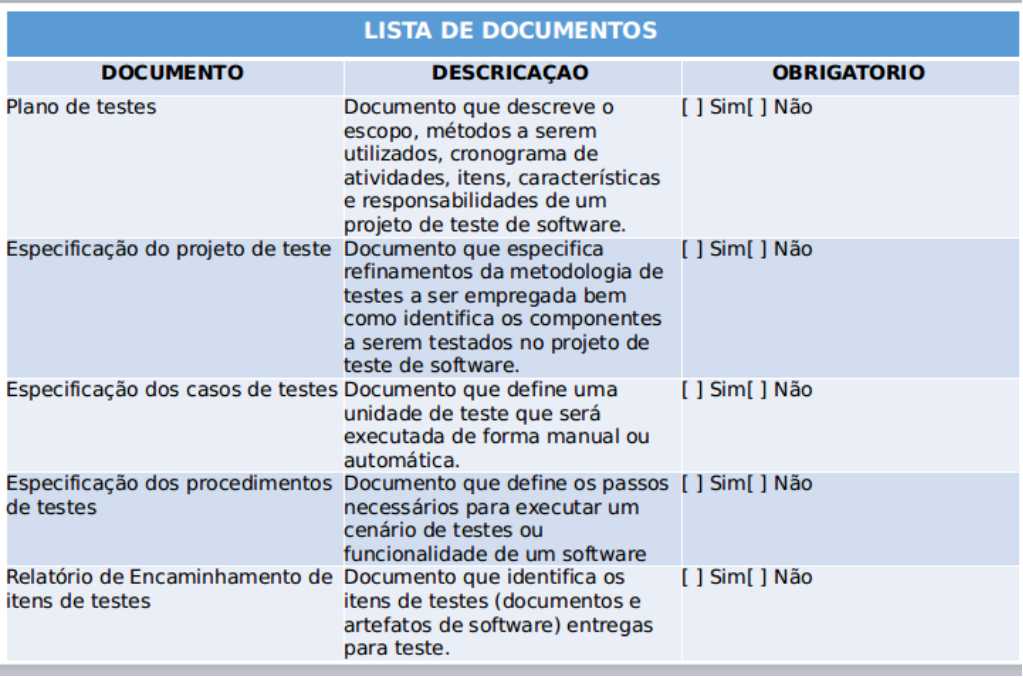 LISTA DE DOCUMENTOS
DOCUMENTO DESCRICAÇAO OBRIGATORIO
Plano de testes
Documento que descreve o
escopo, métodos a serem
utilizados, cronograma de
atividades, itens, características
e responsabilidades de um
projeto de teste de software.
[ ] Sim[ ] Não
Especificação do projeto de teste
Documento que especifica
refinamentos da metodologia de
testes a ser empregada bem
como identifica os componentes
a serem testados no projeto de
teste de software.
[ ] Sim[ ] Não
Especificação dos casos de testes
Documento que define uma
unidade de teste que será
executada de forma manual ou
automática.
[ ] Sim[ ] Não
Especificação dos procedimentos
de testes
Documento que define os passos
necessários para executar um
cenário de testes ou
funcionalidade de um software
[ ] Sim[ ] Não
Relatório de Encaminhamento de
itens de testes
Documento que identifica os
itens de testes (documentos e
artefatos de software) entregas
para teste.
[ ] Sim[ ] Não